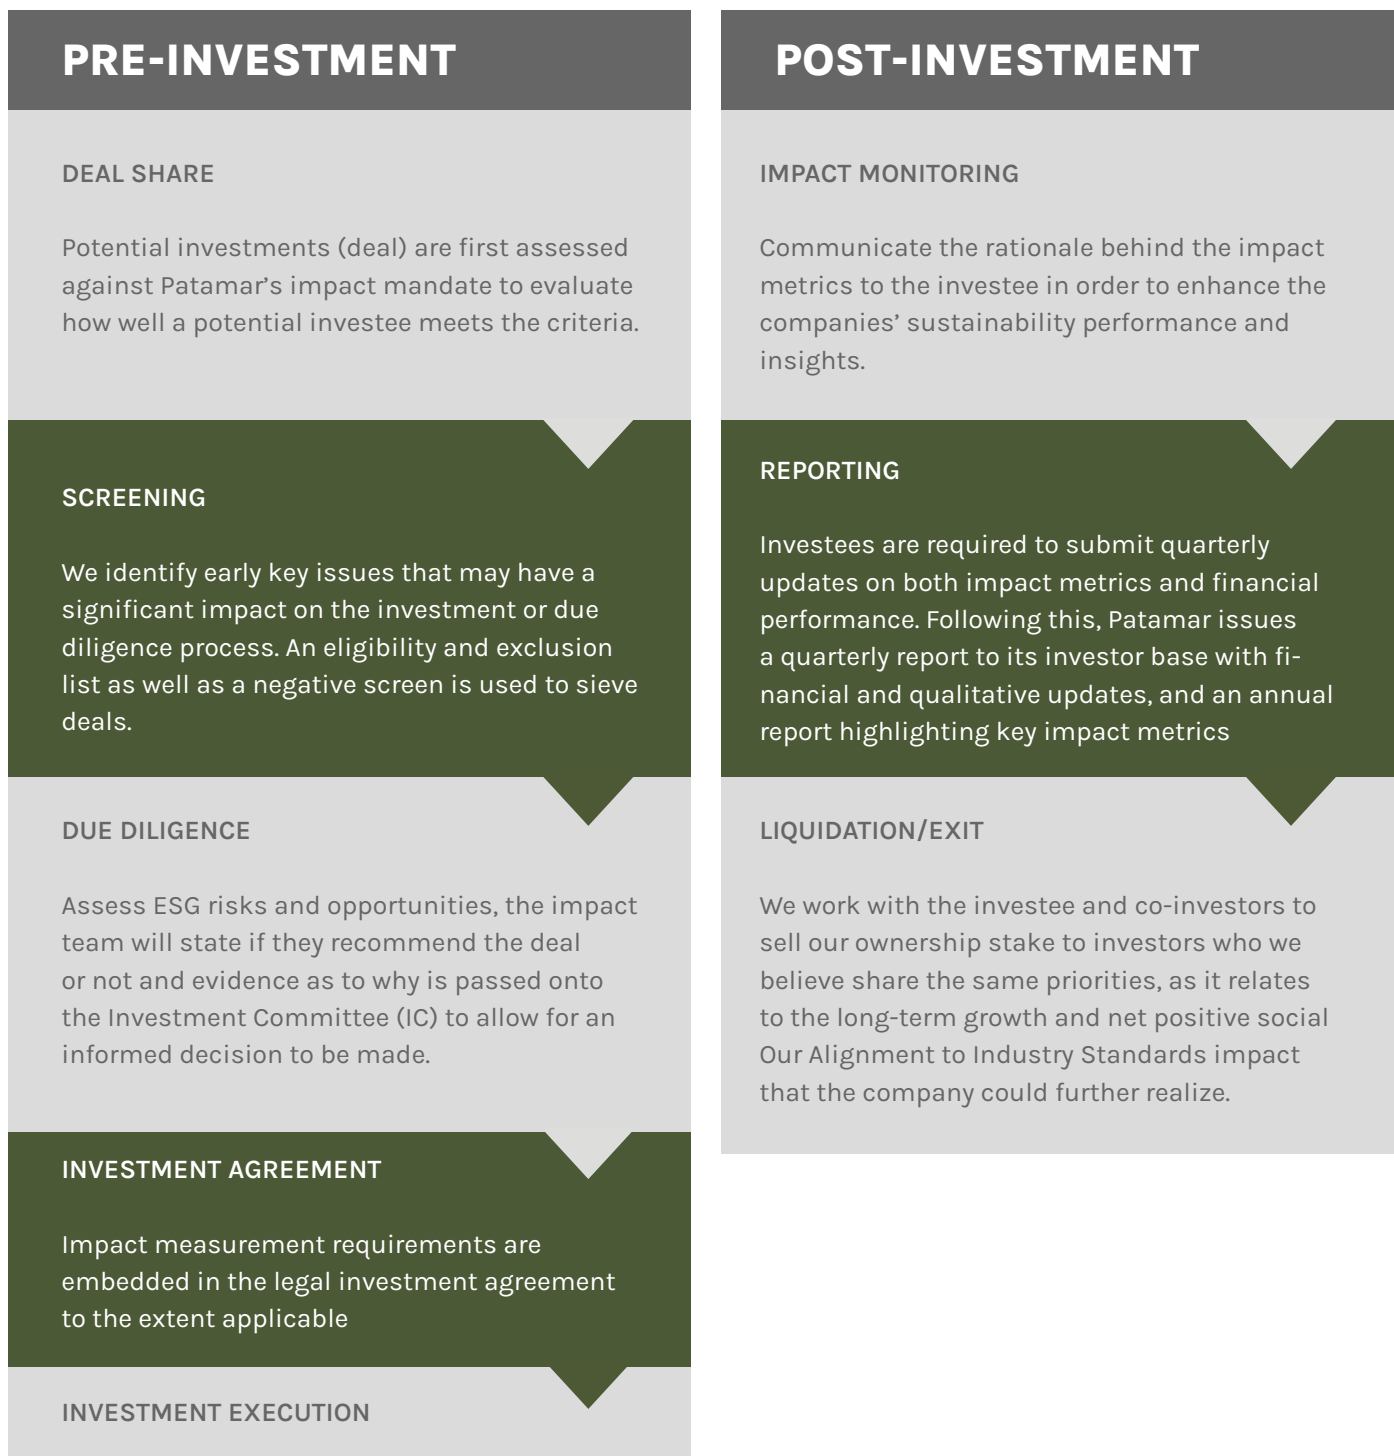 PRE-INVESTMENT
DEAL SHARE
Potential investments (deal) are first assessed
against Patamar’s impact mandate to evaluate
how well a potential investee meets the criteria.
SCREENING
We identify early key issues that may have a
significant impact on the investment or due
diligence process. An eligibility and exclusion
list as well as a negative screen is used to sieve
deals.
DUE DILIGENCE
Assess ESG risks and opportunities, the impact
team will state if they recommend the deal
or not and evidence as to why is passed onto
the Investment Committee (IC) to allow for an
informed decision to be made.
INVESTMENT AGREEMENT
Impact measurement requirements are
embedded in the legal investment agreement
to the extent applicable
INVESTMENT EXECUTION
POST-INVESTMENT
IMPACT MONITORING
Communicate the rationale behind the impact
metrics to the investee in order to enhance the
companies’ sustainability performance and
insights.
REPORTING
Investees are required to submit quarterly
updates on both impact metrics and financial
performance. Following this, Patamar issues
a quarterly report to its investor base with fi-
nancial and qualitative updates, and an annual
report highlighting key impact metrics
LIQUIDATION/EXIT
We work with the investee and co-investors to
sell our ownership stake to investors who we
believe share the same priorities, as it relates
to the long-term growth and net positive social
Our Alignment to Industry Standards impact
that the company could further realize.